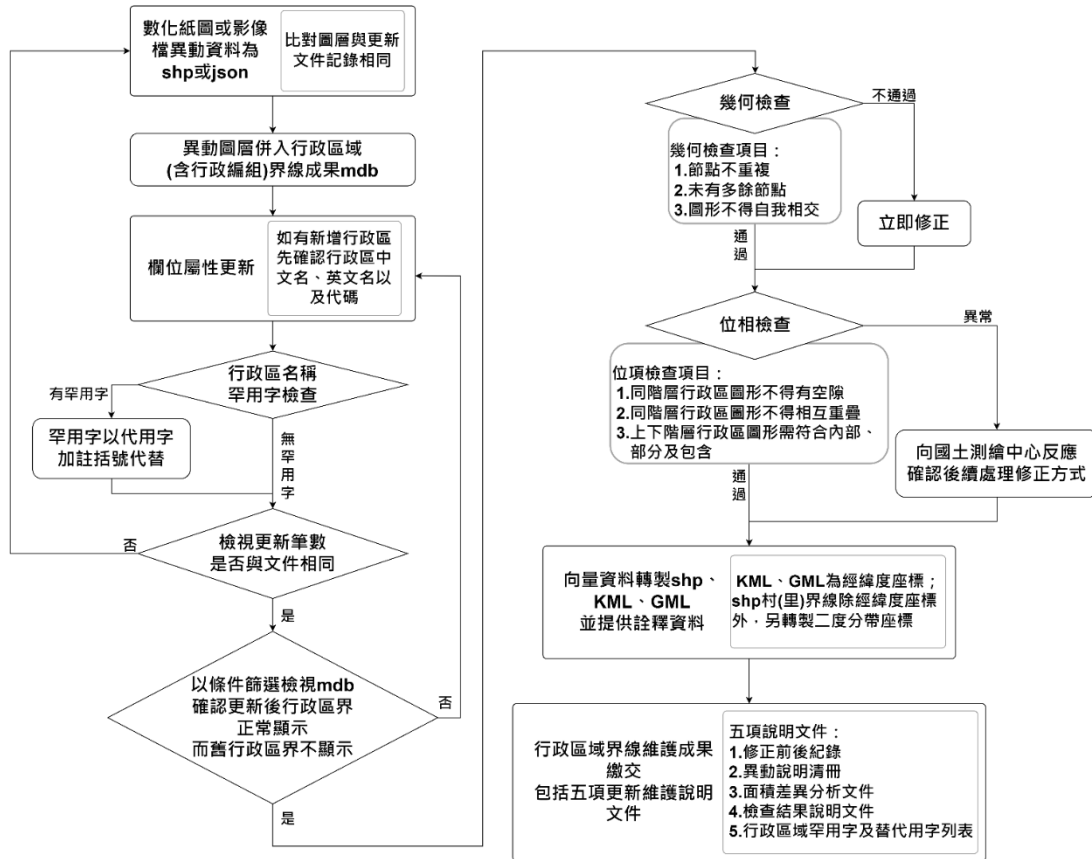 數化紙圖或影像
檔異動資料為
shp或json
比對圖層與更新
文件記錄相同
異動圖層併入行政區域
(含行政編組)界線成果mdb
欄位屬性更新
如有新增行政區
先確認行政區中
文名、英文名以
及代碼
行政區名稱
罕用字檢查
有罕用字
罕用字以代用字
加註括號代替
無罕用字
檢視更新筆數
是否與文件相同
否
是
以條件篩選檢視mdb
確認更新後行政區界
正常顯示
而舊行政區界不顯示
否
是
幾何檢查
不通過
幾何檢查項目：
1.節點不重複
2.未有多餘節點
3.圖形不得自我相交
立即修正
通過
位相檢查
異常
位項檢查項目：
1.同階層行政區圖形不得有空隙
2.同階層行政區圖形不得相互重疊
3.上下階層行政區圖形需符合內部、
部分及包含
向國土測繪中心反應
確認後續處理修正方式
通過
向量資料轉製shp、
KML、GML
並提供詮釋資料
KML、GML為經緯度座標；
shp村(里)界線除經緯度座標
外，另轉製二度分帶座標
行政區域界線維護成果
繳交
包括五項更新維護說明
文件
五項說明文件：
1.修正前後紀錄
2.異動說明清冊
3.面積差異分析文件
4.檢查結果說明文件
5.行政區域罕用字及替代用字列表